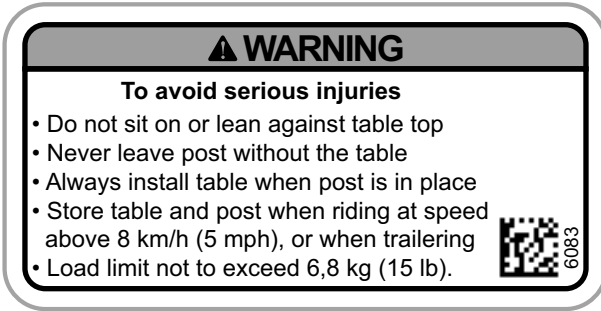 WARNING
To avoid serious injuries
• Do not sit on or lean against table top
• Never leave post without the table
• Always install table when post is in place
• Store table and post when riding at speed
above 8 km/h (5 mph), or when trailering
• Load limit not to exceed 6,8 kg (15 lb).
6083